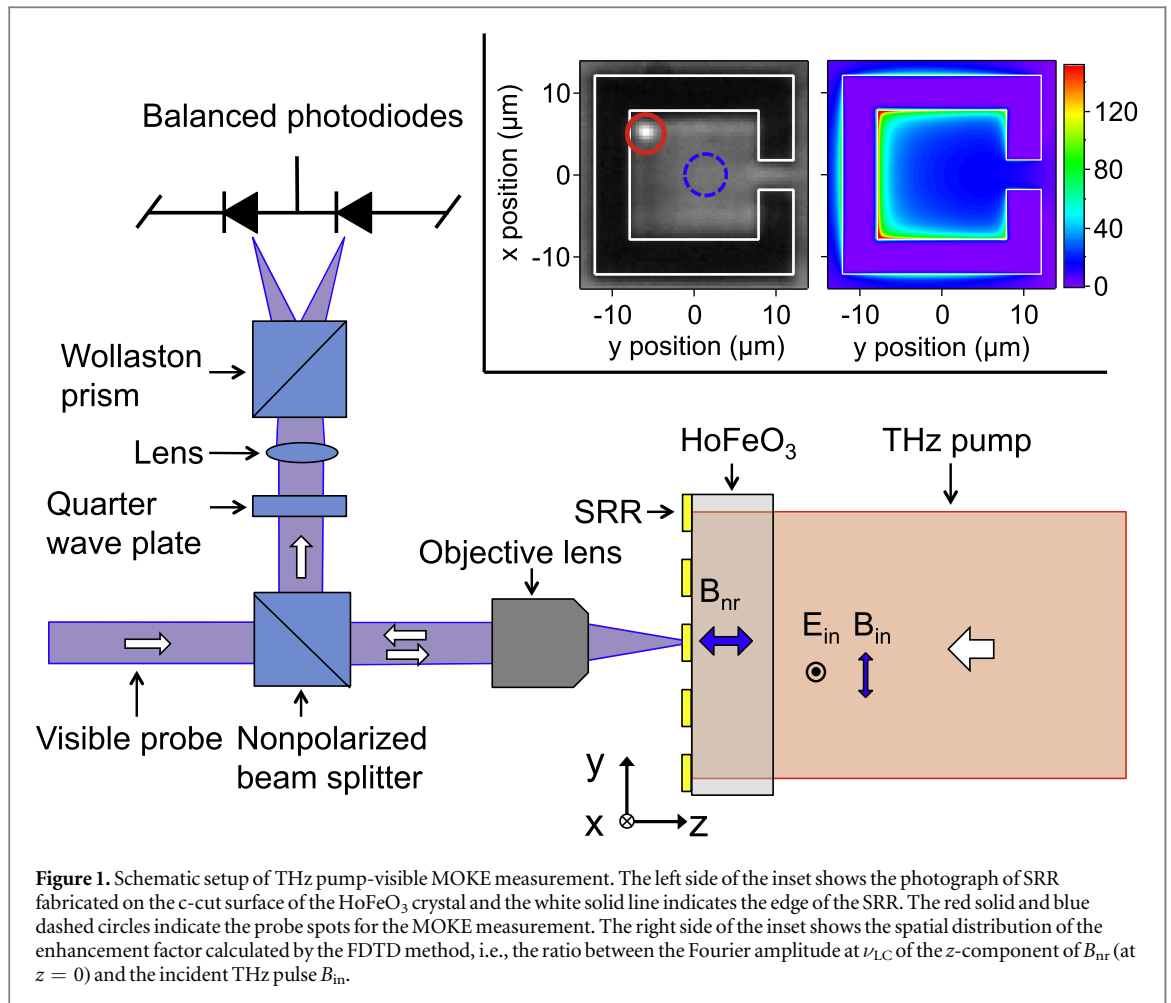 Balanced photodiodes
Wollaston
prism
Lens
Quarter
wave plate
Visible probe
Nonpolarized
beam splitter
Objective lens
SRR
HoFeO₃
THz pump
Bnr
Ein
Bin
y
x
z
x position (μm)
10
0
-10
-10
0
10
y position (μm)
-10
0
10
y position (μm)
120
80
40
0
Figure 1. Schematic setup of THz pump-visible MOKE measurement. The left side of the inset shows the photograph of SRR
fabricated on the c-cut surface of the HoFeO₃ crystal and the white solid line indicates the edge of the SRR. The red solid and blue
dashed circles indicate the probe spots for the MOKE measurement. The right side of the inset shows the spatial distribution of the
enhancement factor calculated by the FDTD method, i.e., the ratio between the Fourier amplitude at νLC of the z-component of Bnr (at
z = 0) and the incident THz pulse Bin.